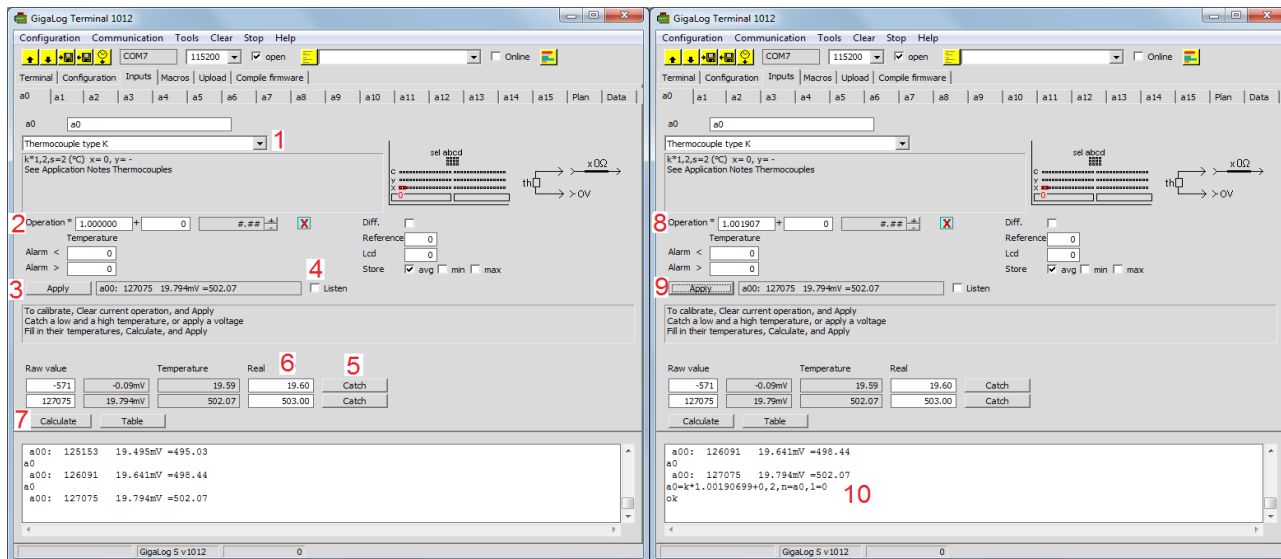 GigaLog Terminal 1012
Configuration Communication Tools Clear Stop Help
COM7 115200 open Online
Terminal Configuration Inputs Macros Upload Compile firmware
a0 a1 a2 a3 a4 a5 a6 a7 a8 a9 a10 a11 a12 a13 a14 a15 Plan Data
a0 a0
Thermocouple type K 1
k*1,2,s=2 (ºC) x= 0, y= -
See Application Notes Thermocouples
sel abcd
c
y
x
0
th
x 0Ω
> 0V
2 Operation * 1.000000 + 0 #.## + - X Diff.
Temperature Reference 0
Alarm < 0 Lcd 0
Alarm > 0 4 Store avg min max
3 Apply a00: 127075 19.794mV =502.07 Listen
To calibrate, Clear current operation, and Apply
Catch a low and a high temperature, or apply a voltage
Fill in their temperatures, Calculate, and Apply
6 5
Raw value Temperature Real
-571 -0.09mV 19.59 19.60 Catch
127075 19.794mV 502.07 503.00 Catch
7 Calculate Table
a00: 125153 19.495mV =495.03
a0
a00: 126091 19.641mV =498.44
a0
a00: 127075 19.794mV =502.07
GigaLog S v1012 0
GigaLog Terminal 1012
Configuration Communication Tools Clear Stop Help
COM7 115200 open Online
Terminal Configuration Inputs Macros Upload Compile firmware
a0 a1 a2 a3 a4 a5 a6 a7 a8 a9 a10 a11 a12 a13 a14 a15 Plan Data
a0 a0
Thermocouple type K
k*1,2,s=2 (ºC) x= 0, y= -
See Application Notes Thermocouples
sel abcd
c
y
x
0
th
x 0Ω
> 0V
8 Operation * 1.001907 + 0 #.## + - X Diff.
Temperature Reference 0
Alarm < 0 Lcd 0
Alarm > 0 Store avg min max
9 Apply a00: 127075 19.794mV =502.07 Listen
To calibrate, Clear current operation, and Apply
Catch a low and a high temperature, or apply a voltage
Fill in their temperatures, Calculate, and Apply
Raw value Temperature Real
-571 -0.09mV 19.59 19.60 Catch
127075 19.79mV 502.07 503.00 Catch
Calculate Table
a00: 126091 19.641mV =498.44
a0
a00: 127075 19.794mV =502.07
a0=k*1.00190699+0,2,n=a0,l=0 10
ok
GigaLog S v1012 0